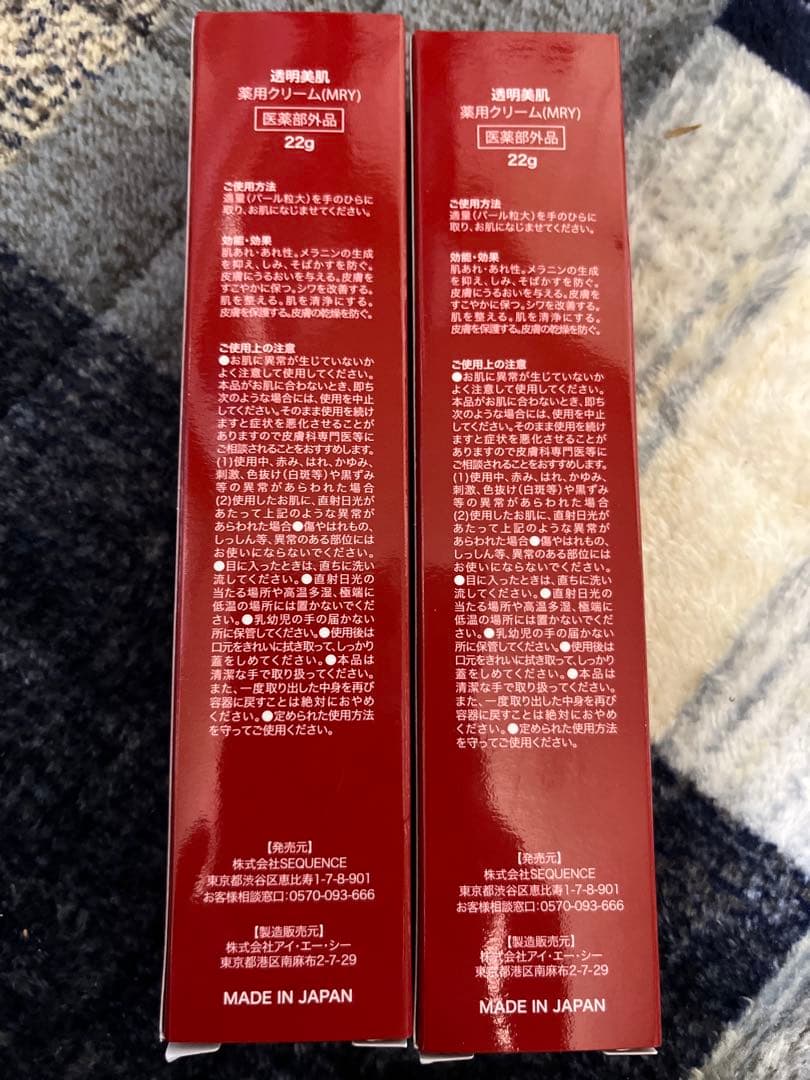 透明美肌
薬用クリーム(MRY)
医薬部外品
22g
ご使用方法
適量(パール粒大)を手のひらに
取り、お肌になじませてください。
効能・効果
肌あれ・あれ性。メラニンの生成
を抑え、しみ、そばかすを防ぐ。
皮膚にうるおいを与える。皮膚を
すこやかに保つ。シワを改善する。
肌を整える。肌を清浄にする。
皮膚を保護する。皮膚の乾燥を防ぐ。
ご使用上の注意
●お肌に異常が生じていないか
よく注意して使用してください。
本品がお肌に合わないとき、即ち
次のような場合には、使用を中止
してください。そのまま使用を続け
ますと症状を悪化させることが
ありますので皮膚科専門医等に
ご相談されることをおすすめします。
(1)使用中、赤み、はれ、かゆみ、
刺激、色抜け(白斑等)や黒ずみ
等の異常があらわれた場合
(2)使用したお肌に、直射日光が
あたって上記のような異常が
あらわれた場合●傷やはれもの、
しっしん等、異常のある部位には
お使いにならないでください。
●目に入ったときは、直ちに洗い
流してください。●直射日光の
当たる場所や高温多湿、極端に
低温の場所には置かないでくだ
さい。●乳幼児の手の届かない
所に保管してください。●使用後は
口元をきれいに拭き取って、しっかり
蓋をしめてください。●本品は
清潔な手で取り扱ってください。
また、一度取り出した中身を再び
容器に戻すことは絶対におやめ
ください。●定められた使用方法
を守ってご使用ください。
【発売元】
株式会社SEQUENCE
東京都渋谷区恵比寿1-7-8-901
お客様相談窓口:0570-093-666
【製造販売元】
株式会社アイ・エー・シー
東京都港区南麻布2-7-29
MADE IN JAPAN
透明美肌
薬用クリーム(MRY)
医薬部外品
22g
ご使用方法
適量(パール粒大)を手のひらに
取り、お肌になじませてください。
効能・効果
肌あれ・あれ性。メラニンの生成
を抑え、しみ、そばかすを防ぐ。
皮膚にうるおいを与える。皮膚を
すこやかに保つ。シワを改善する。
肌を整える。肌を清浄にする。
皮膚を保護する。皮膚の乾燥を防ぐ。
ご使用上の注意
●お肌に異常が生じていないか
よく注意して使用してください。
本品がお肌に合わないとき、即ち
次のような場合には、使用を中止
してください。そのまま使用を続け
ますと症状を悪化させることが
ありますので皮膚科専門医等に
ご相談されることをおすすめします。
(1)使用中、赤み、はれ、かゆみ、
刺激、色抜け(白斑等)や黒ずみ
等の異常があらわれた場合
(2)使用したお肌に、直射日光が
あたって上記のような異常が
あらわれた場合●傷やはれもの、
しっしん等、異常のある部位には
お使いにならないでください。
●目に入ったときは、直ちに洗い
流してください。●直射日光の
当たる場所や高温多湿、極端に
低温の場所には置かないでくだ
さい。●乳幼児の手の届かない
所に保管してください。●使用後は
口元をきれいに拭き取って、しっかり
蓋をしめてください。●本品は
清潔な手で取り扱ってください。
また、一度取り出した中身を再び
容器に戻すことは絶対におやめ
ください。●定められた使用方法
を守ってご使用ください。
【発売元】
株式会社SEQUENCE
東京都渋谷区恵比寿1-7-8-901
お客様相談窓口:0570-093-666
【製造販売元】
株式会社アイ・エー・シー
東京都港区南麻布2-7-29
MADE IN JAPAN